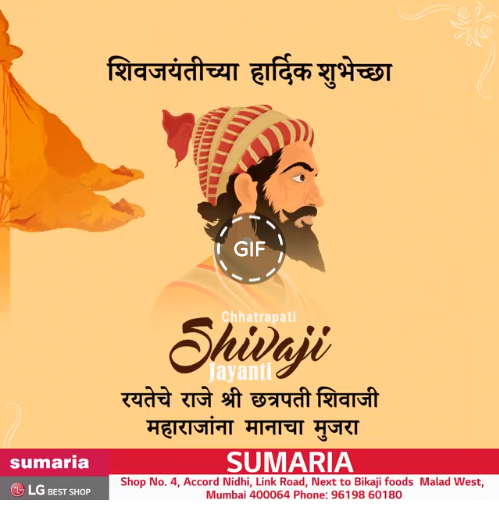 शिवजयंतीच्या हार्दिक शुभेच्छा
GIF
Chhatrapati
Shivaji
Jayanti
रयतेचे राजे श्री छत्रपती शिवाजी
महाराजांना मानाचा मुजरा
sumaria
SUMARIA
LG BEST SHOP
Shop No. 4, Accord Nidhi, Link Road, Next to Bikaji foods Malad West,
Mumbai 400064 Phone: 96198 60180